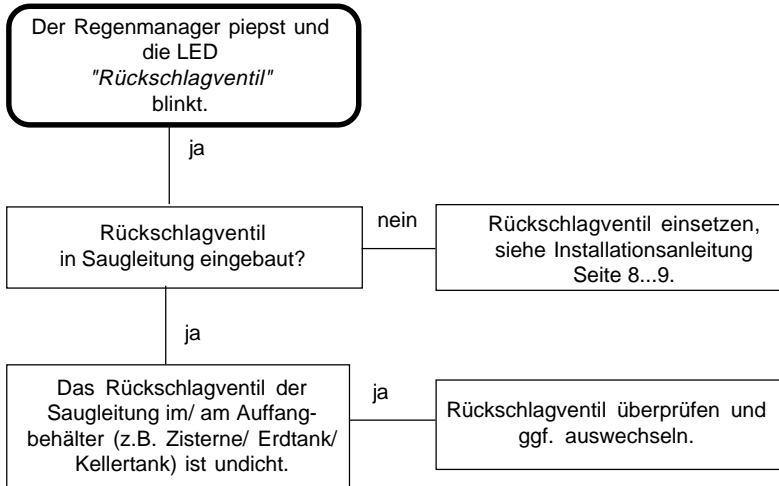 Der Regenmanager piepst und
die LED
"Rückschlagventil"
blinkt.
ja
Rückschlagventil
in Saugleitung eingebaut?
nein
Rückschlagventil einsetzen,
siehe Installationsanleitung
Seite 8...9.
ja
Das Rückschlagventil der
Saugleitung im/ am Auffang-
behälter (z.B. Zisterne/ Erdtank/
Kellertank) ist undicht.
ja
Rückschlagventil überprüfen und
ggf. auswechseln.